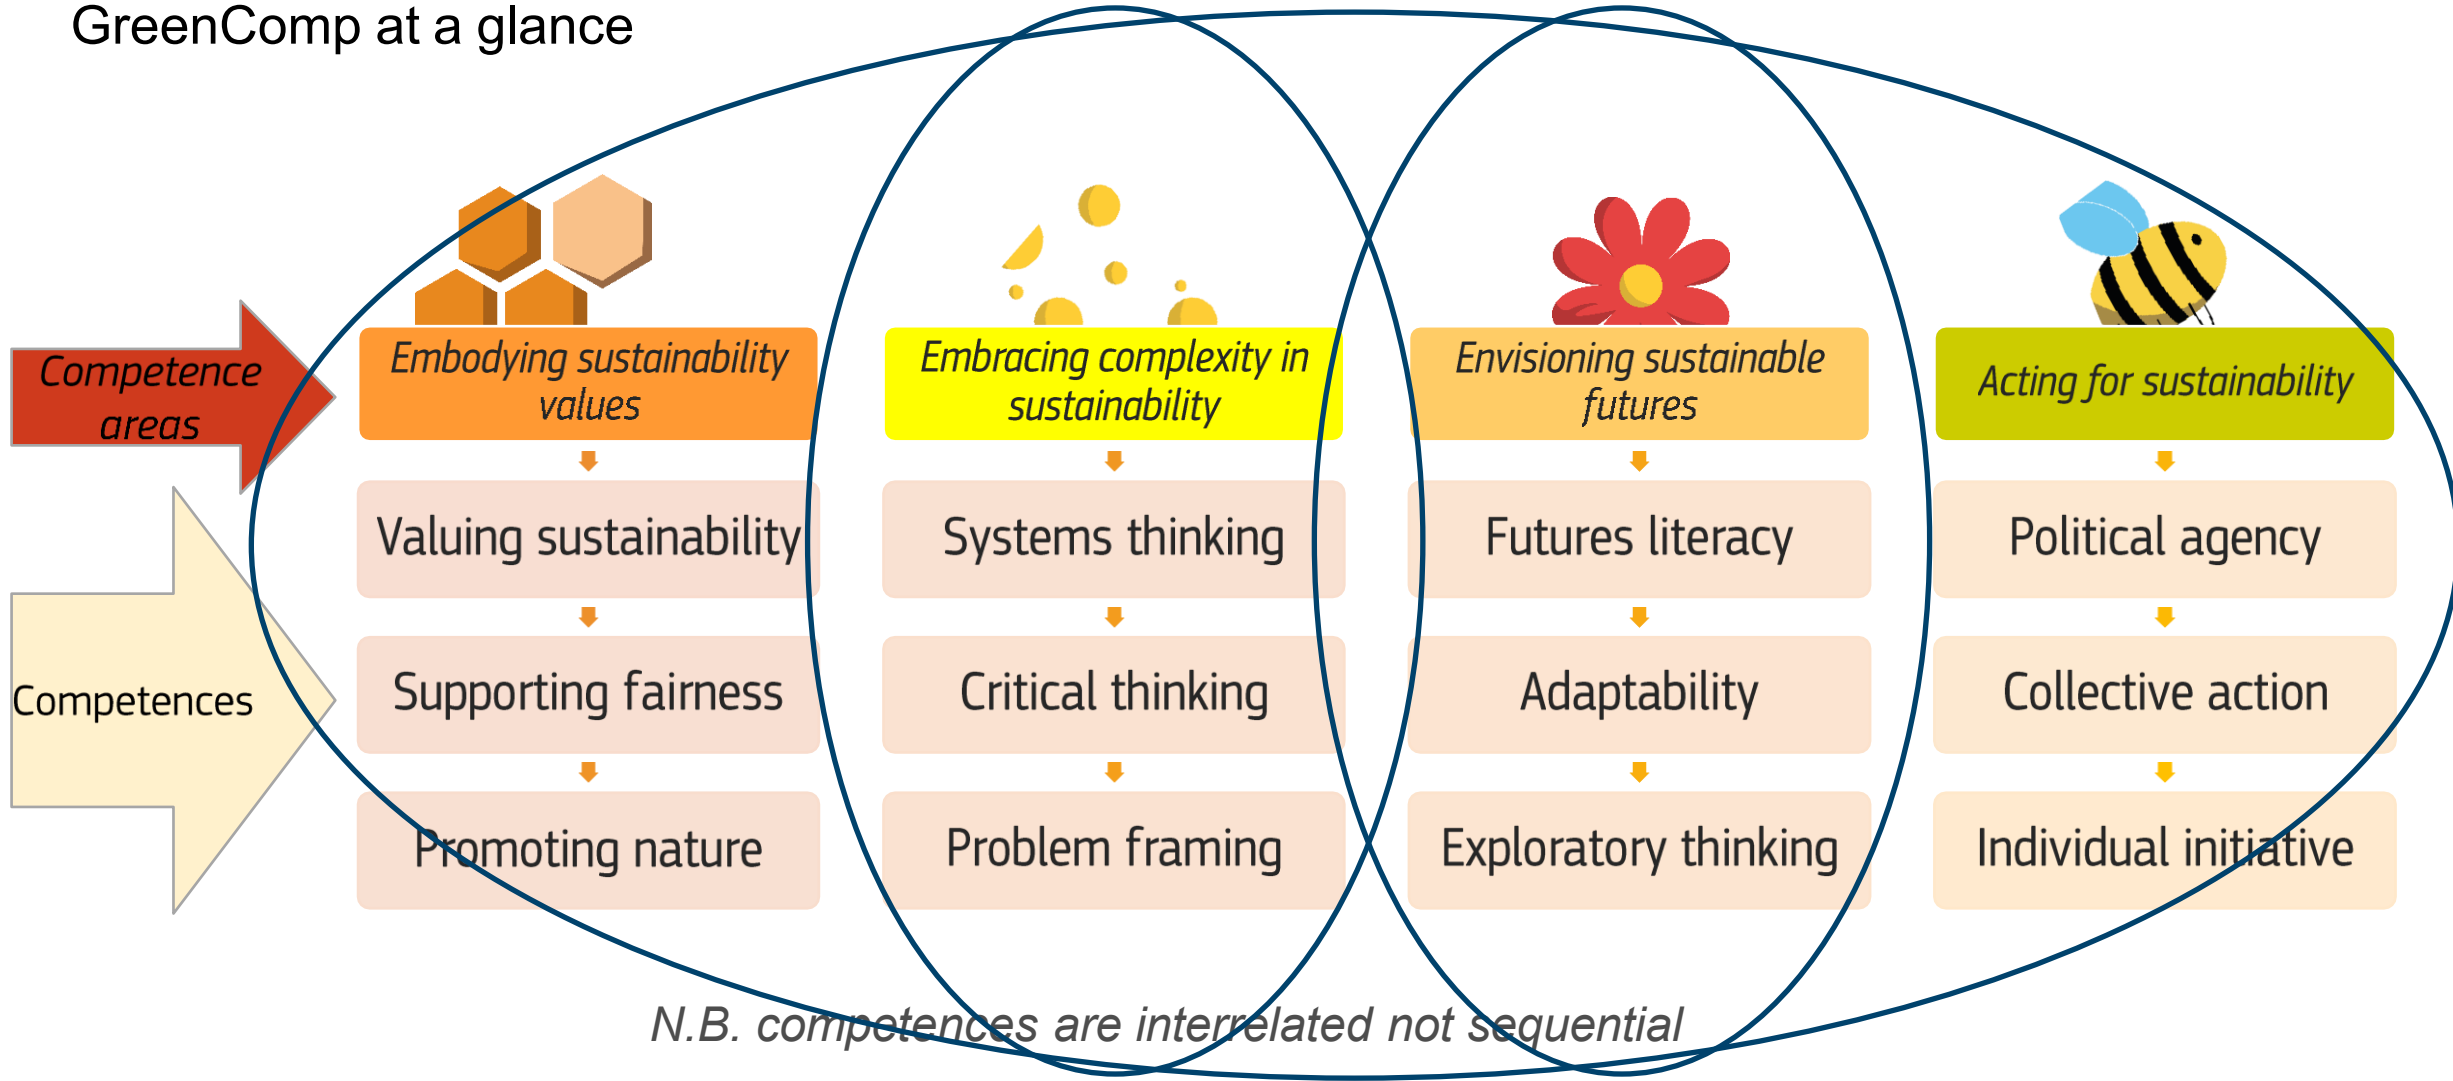 GreenComp at a glance
Competence
areas
Embodying sustainability
values
Embracing complexity in
sustainability
Envisioning sustainable
futures
Acting for sustainability
Competences
Valuing sustainability
Systems thinking
Futures literacy
Political agency
Supporting fairness
Critical thinking
Adaptability
Collective action
Promoting nature
Problem framing
Exploratory thinking
Individual initiative
N.B. competences are interrelated not sequential